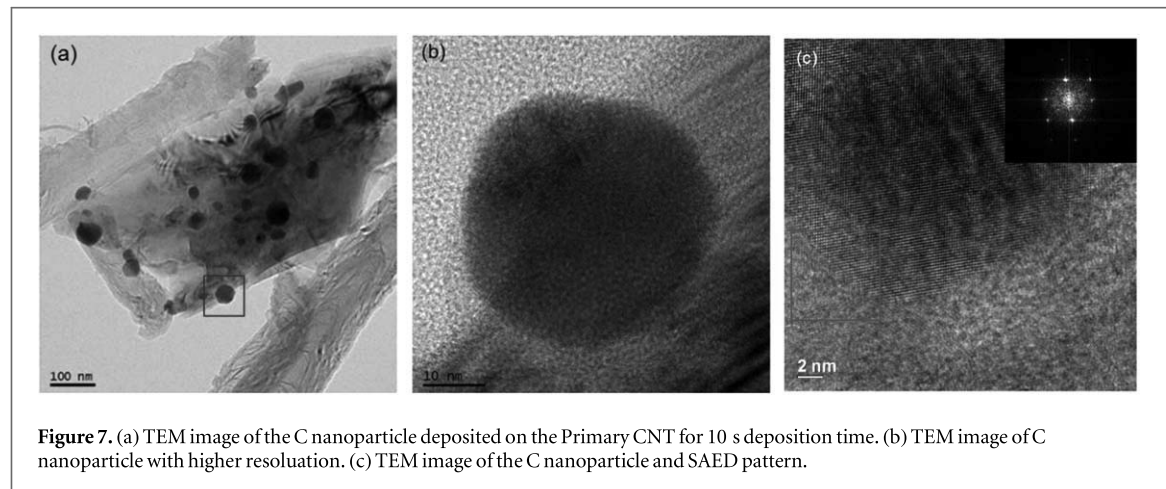 (a)
(b)
(c)
100 nm
10 nm
2 nm
Figure 7. (a) TEM image of the C nanoparticle deposited on the Primary CNT for 10 s deposition time. (b) TEM image of C
nanoparticle with higher resoluation. (c) TEM image of the C nanoparticle and SAED pattern.